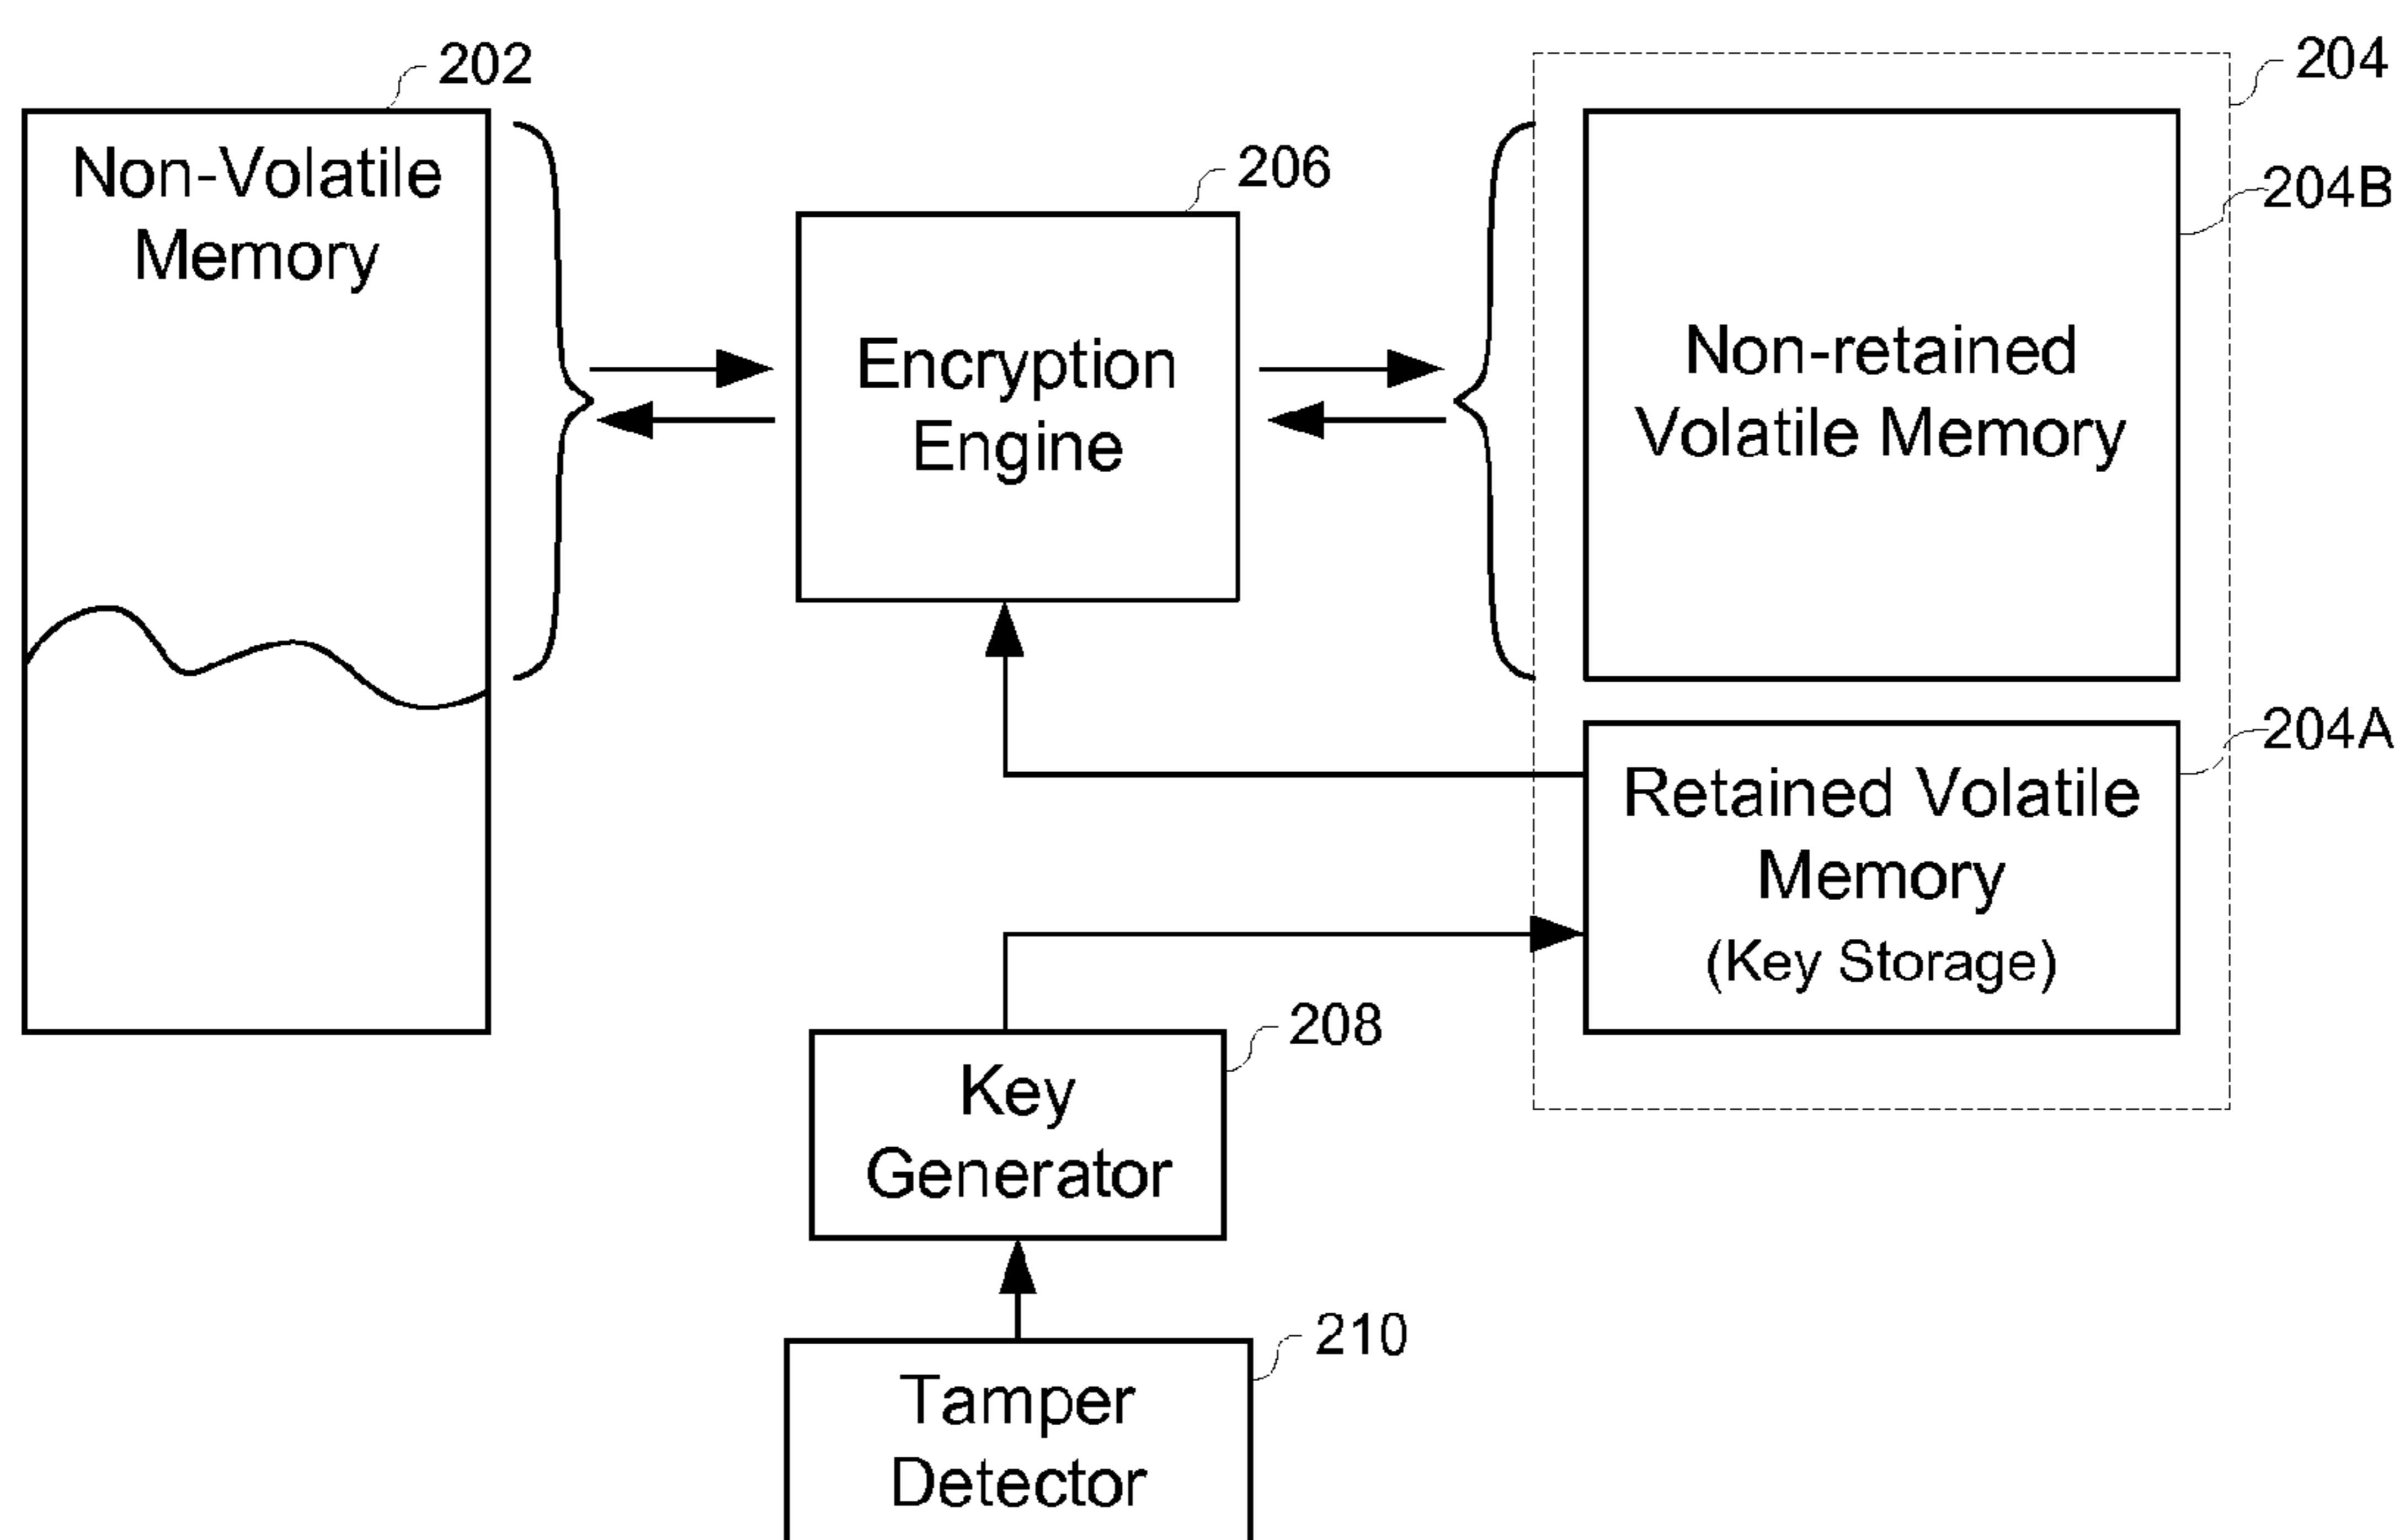 202
Non-Volatile
Memory
206
Encryption
Engine
204
204B
Non-retained
Volatile Memory
204A
Retained Volatile
Memory
(Key Storage)
208
Key
Generator
210
Tamper
Detector